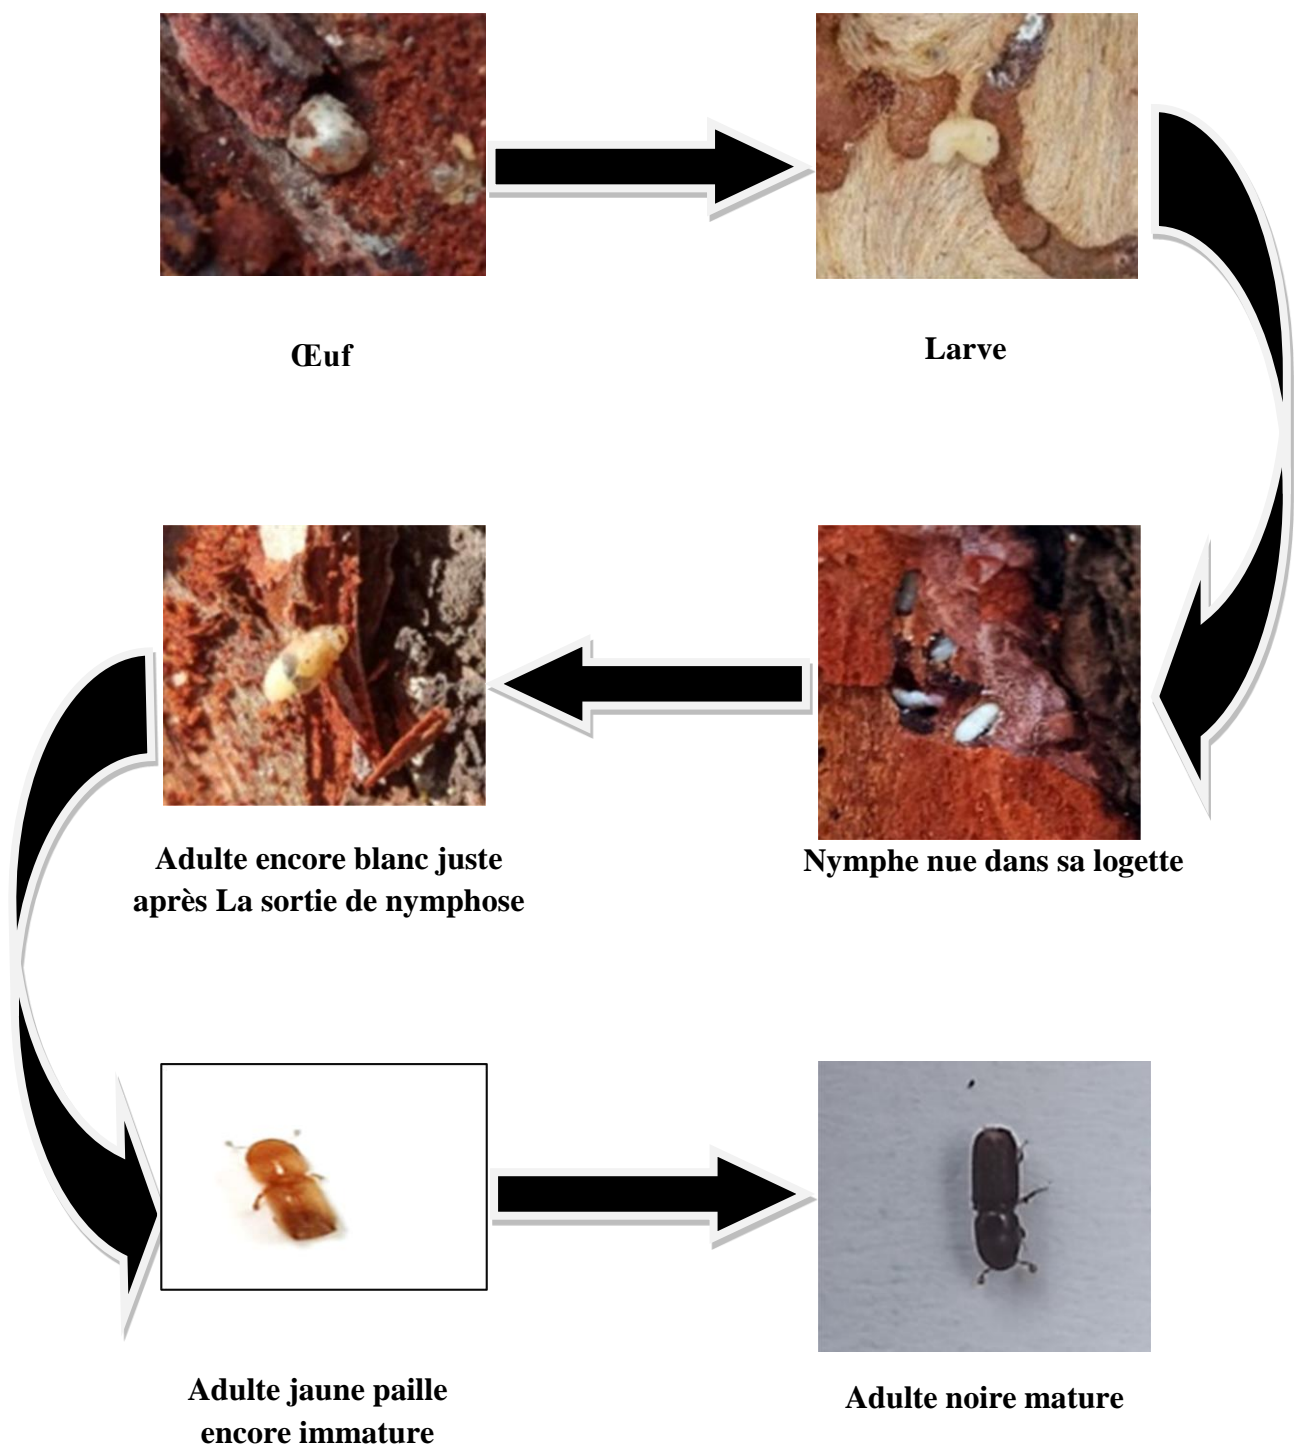 Œuf
Larve
Nymphe nue dans sa logette
Adulte encore blanc juste
après La sortie de nymphose
Adulte jaune paille
encore immature
Adulte noire mature